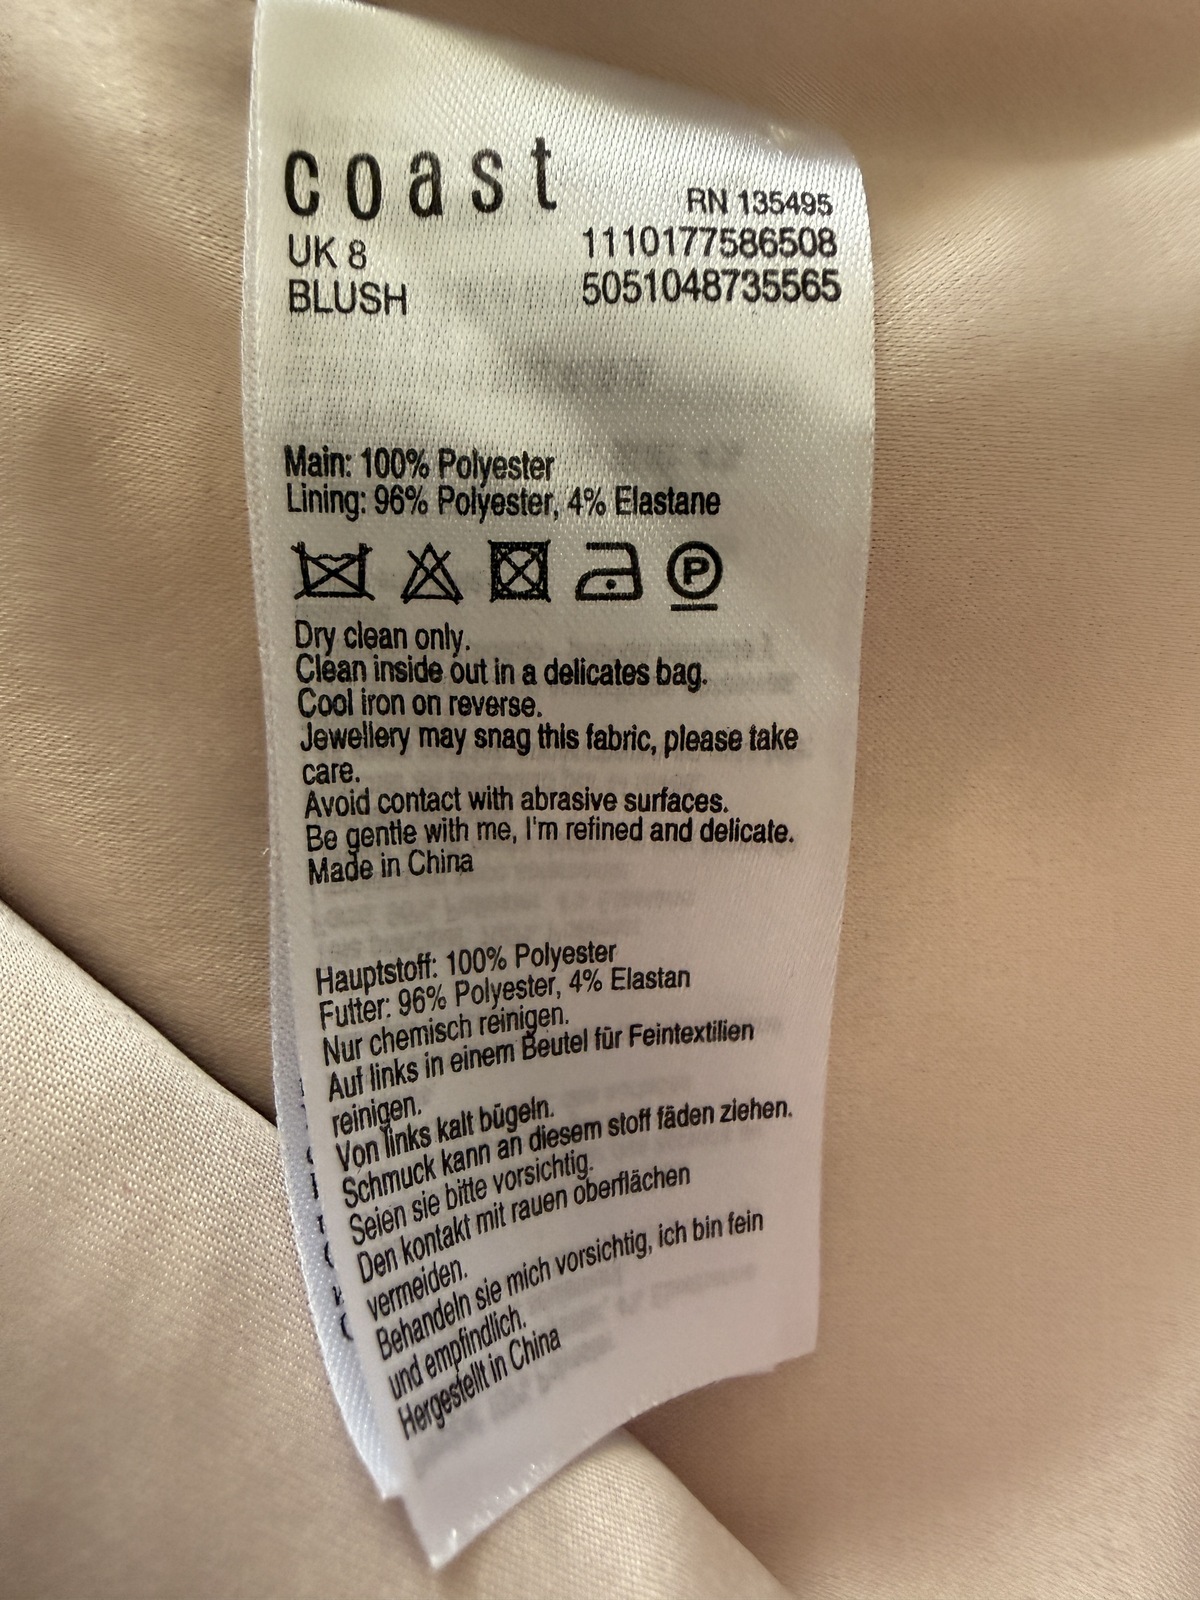 coast
RN 135495
UK 8
1110177586508
BLUSH
5051048735565
Main: 100% Polyester
Lining: 96% Polyester, 4% Elastane
P
Dry clean only.
Clean inside out in a delicates bag.
Cool iron on reverse.
Jewellery may snag this fabric, please take
care.
Avoid contact with abrasive surfaces.
Be gentle with me, I'm refined and delicate.
Made in China
Hauptstoff: 100% Polyester
Futter: 96% Polyester, 4% Elastan
Nur chemisch reinigen.
Auf links in einem Beutel für Feintextilien
reinigen.
Von links kalt bügeln.
Schmuck kann an diesem stoff fäden ziehen.
Seien sie bitte vorsichtig.
Den kontakt mit rauen oberflächen
vermeiden.
Behandeln sie mich vorsichtig, ich bin fein
und empfindlich.
Hergestellt in China